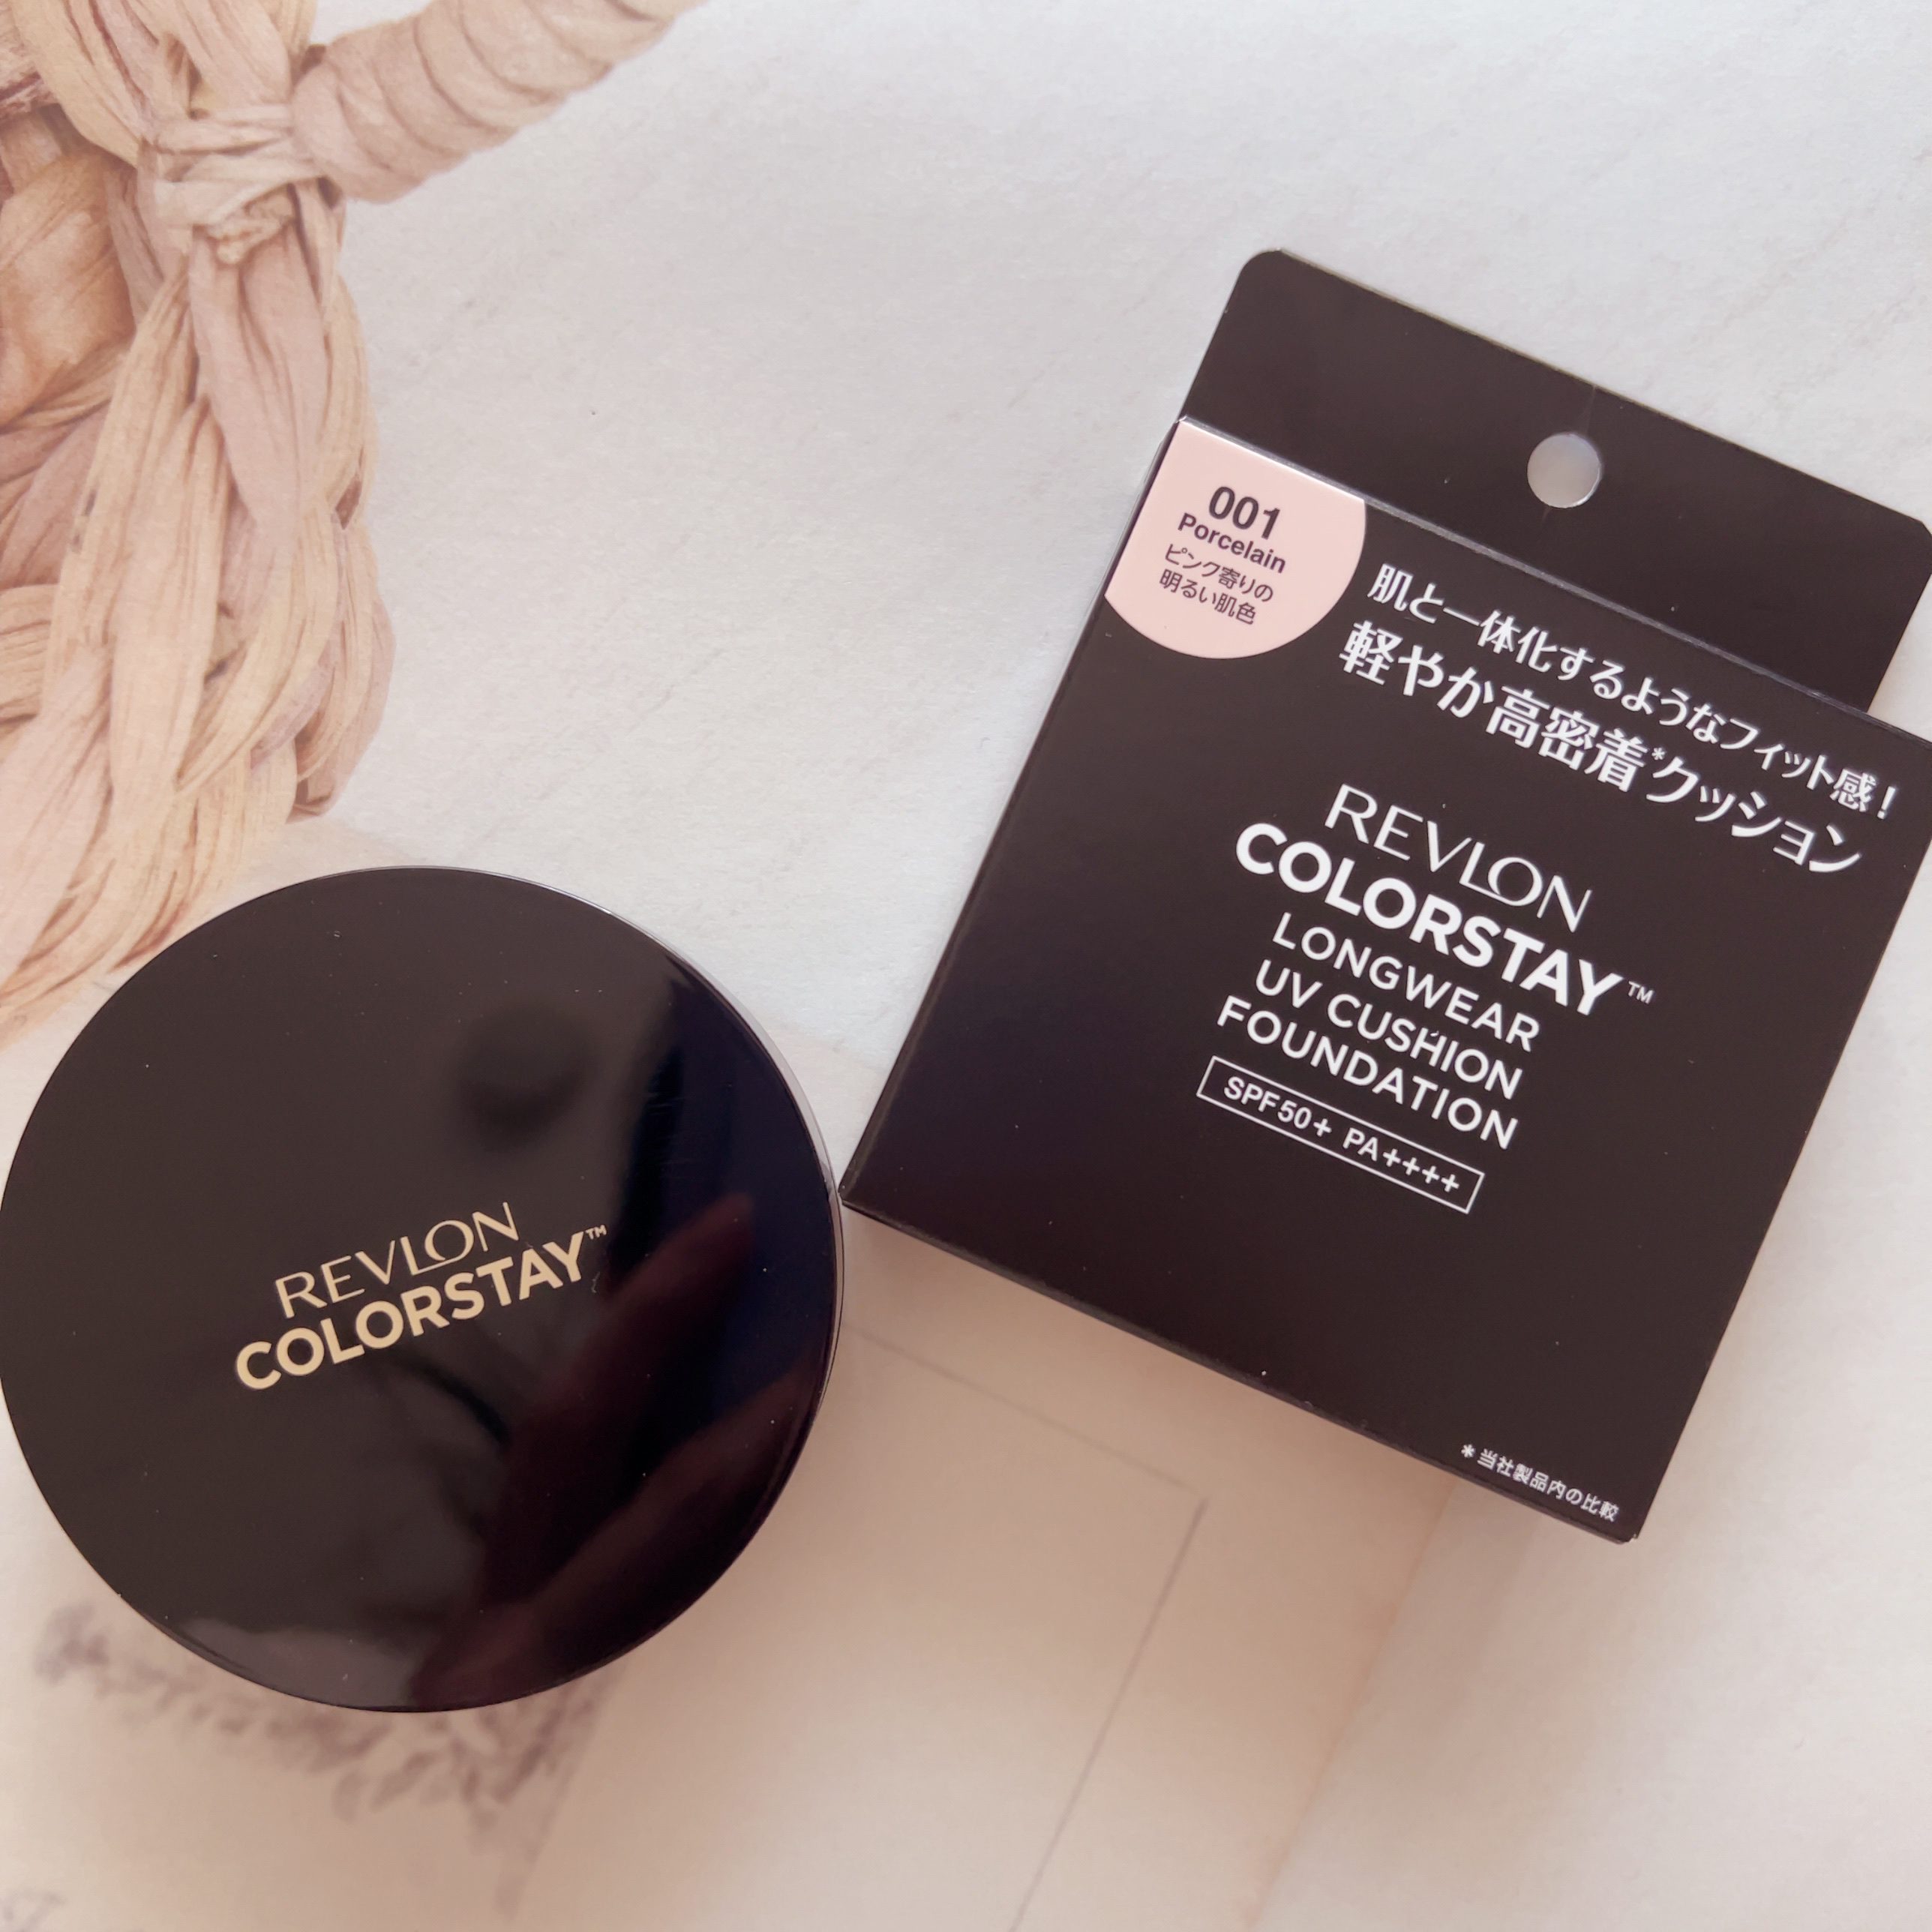 001
Porcelain
ピンク寄りの
明るい肌色
肌と一体化するようなフィット感!
軽やか高密着*クッション
REVLON
COLORSTAY™
LONGWEAR
UV CUSHION
FOUNDATION
SPF50+ PA++++
*当社製品内の比較
REVLON
COLORSTAY™